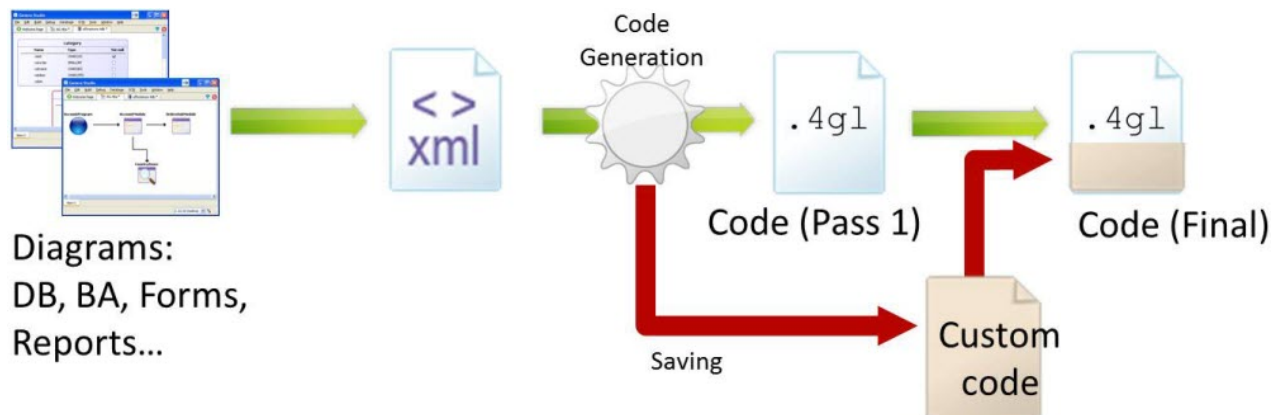 Code
Generation
< >
xml
.4gl
.4gl
Code (Pass 1)
Code (Final)
Diagrams:
DB, BA, Forms,
Reports...
Saving
Custom
code